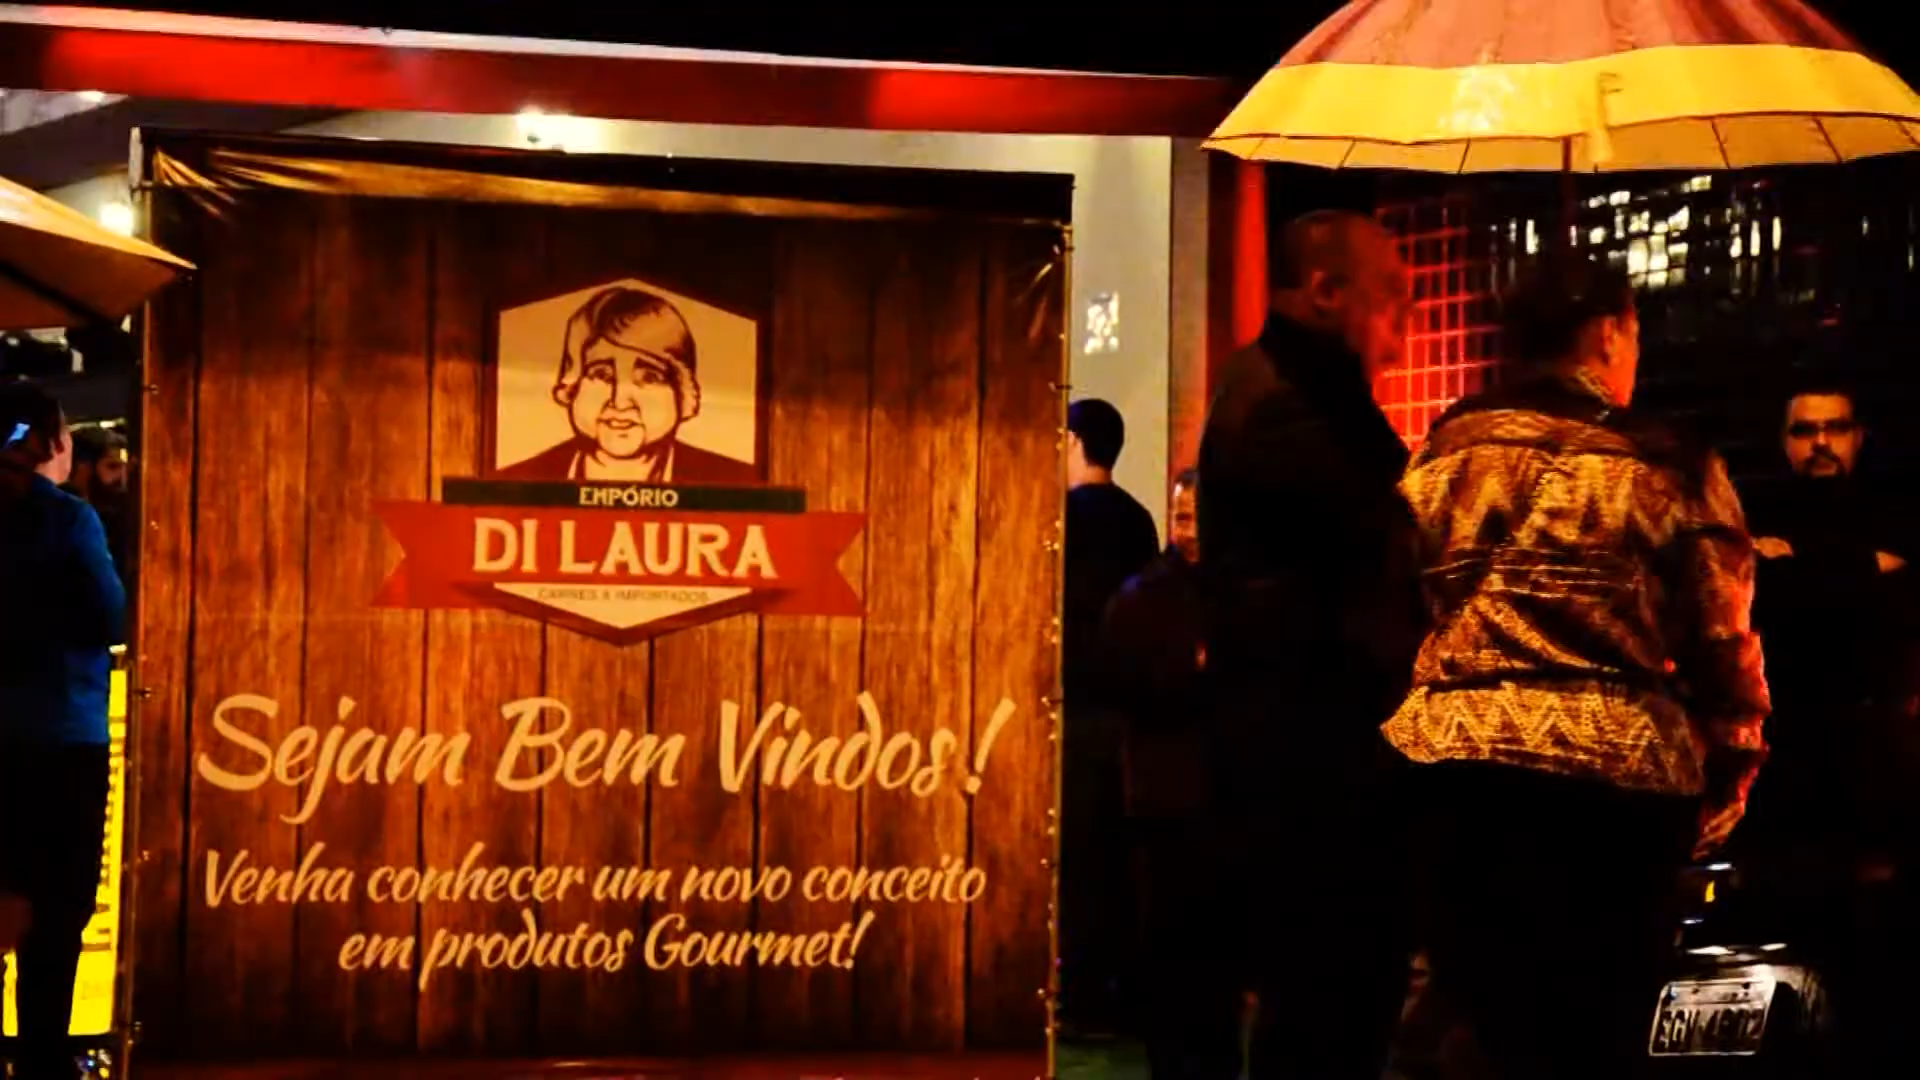 EMPÓRIO
DI LAURA
CARNES & IMPORTADOS
Sejam Bem Vindos!
Venha conhecer um novo conceito
em produtos Gourmet!